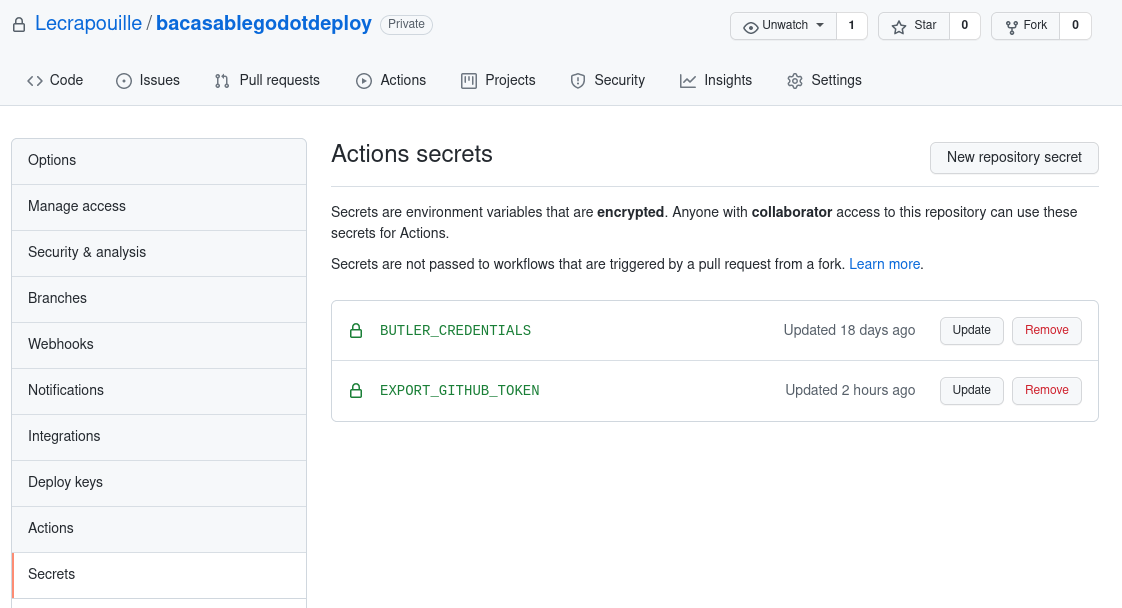 Lecrapouille / bacasablegodotdeploy Private Unwatch 1 Star 0 Fork 0
Code Issues Pull requests Actions Projects Security Insights Settings
Options
Manage access
Security & analysis
Branches
Webhooks
Notifications
Integrations
Deploy keys
Actions
Secrets
Actions secrets New repository secret
Secrets are environment variables that are encrypted. Anyone with collaborator access to this repository can use these
secrets for Actions.
Secrets are not passed to workflows that are triggered by a pull request from a fork. Learn more.
BUTLER_CREDENTIALS Updated 18 days ago Update Remove
EXPORT_GITHUB_TOKEN Updated 2 hours ago Update Remove